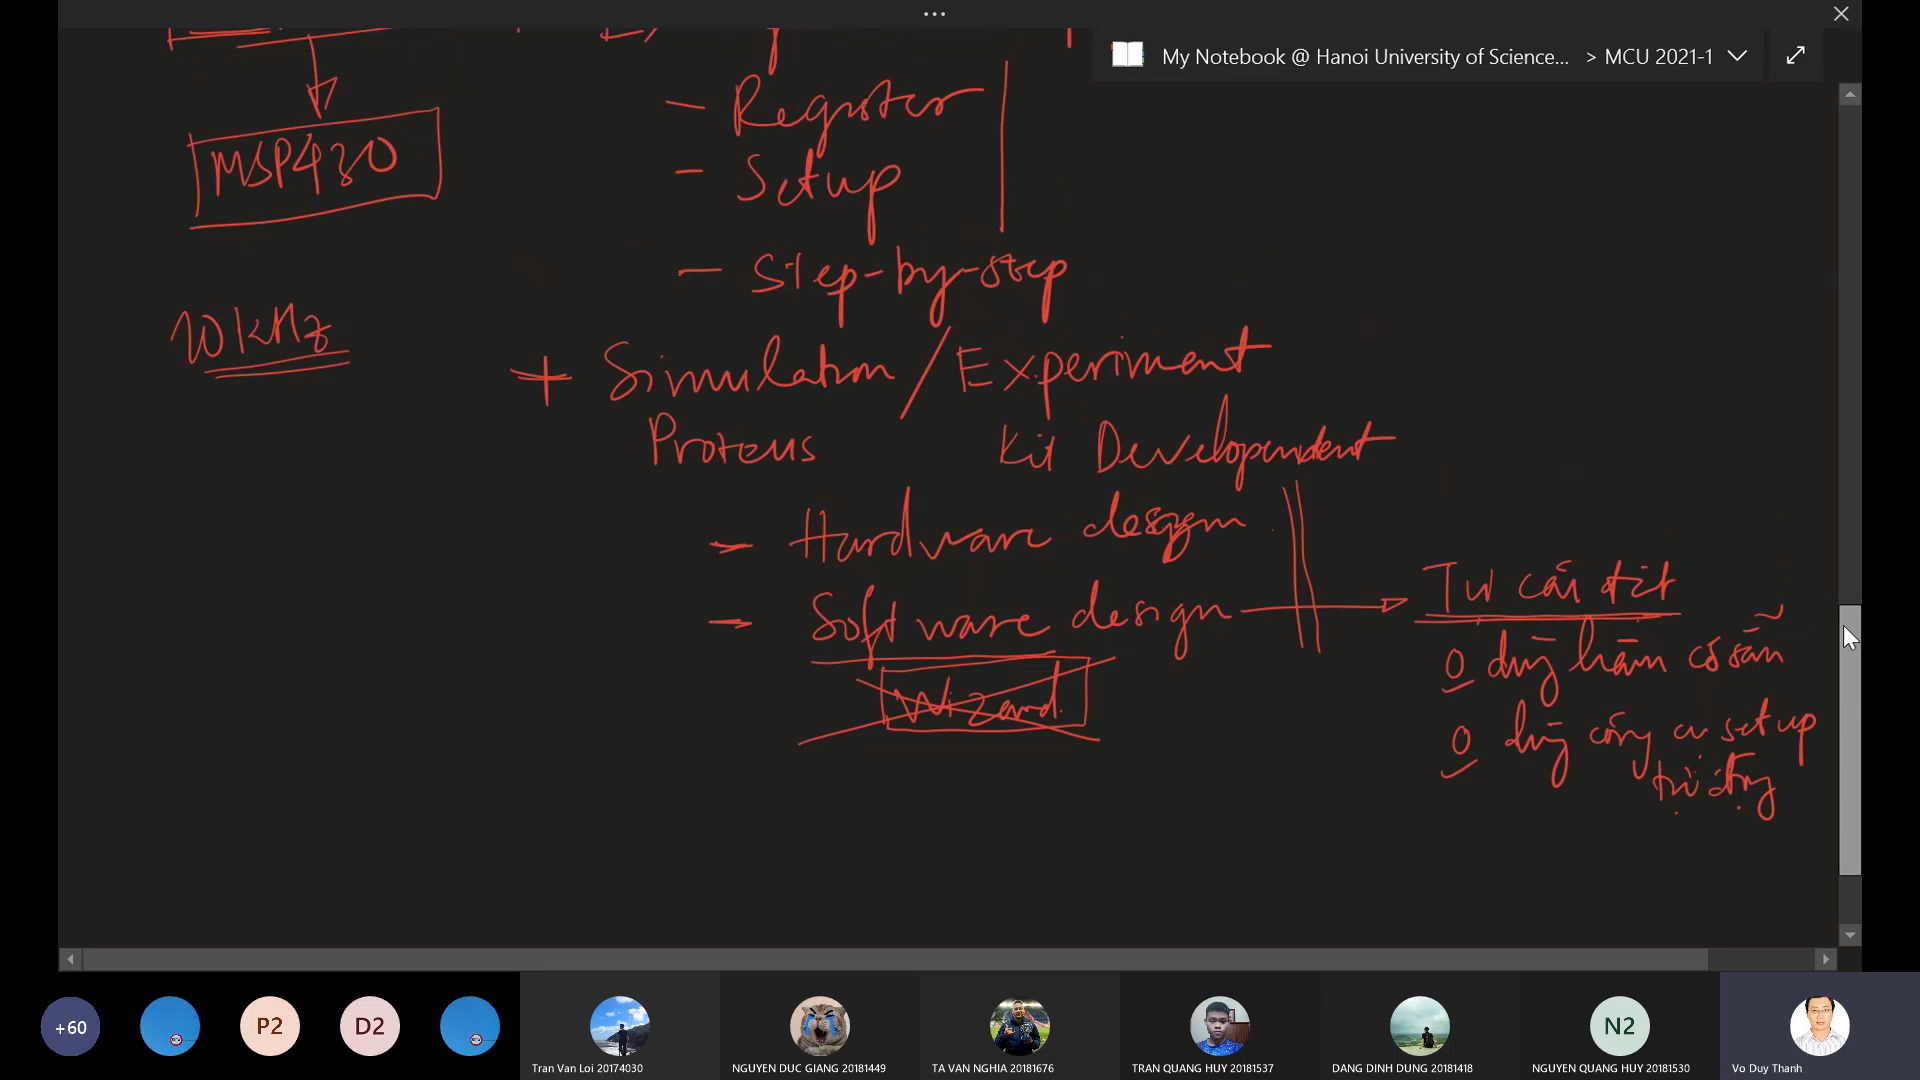 My Notebook @ Hanoi University of Science... > MCU 2021-1
- Register
MSP430
- Setup
- Step-by-step
10kHz
+ Simulation / Experiment
Proteus Kit Development
- Hardware design
- Software design
Wizard
Tự cài đặt
o dùng hàm có sẵn
o dùng công cụ setup
tự động
+60
P2
D2
N2
Tran Van Loi 20174030
NGUYEN DUC GIANG 20181449
TA VAN NGHIA 20181676
TRAN QUANG HUY 20181537
DANG DINH DUNG 20181418
NGUYEN QUANG HUY 20181530
Vo Duy Thanh